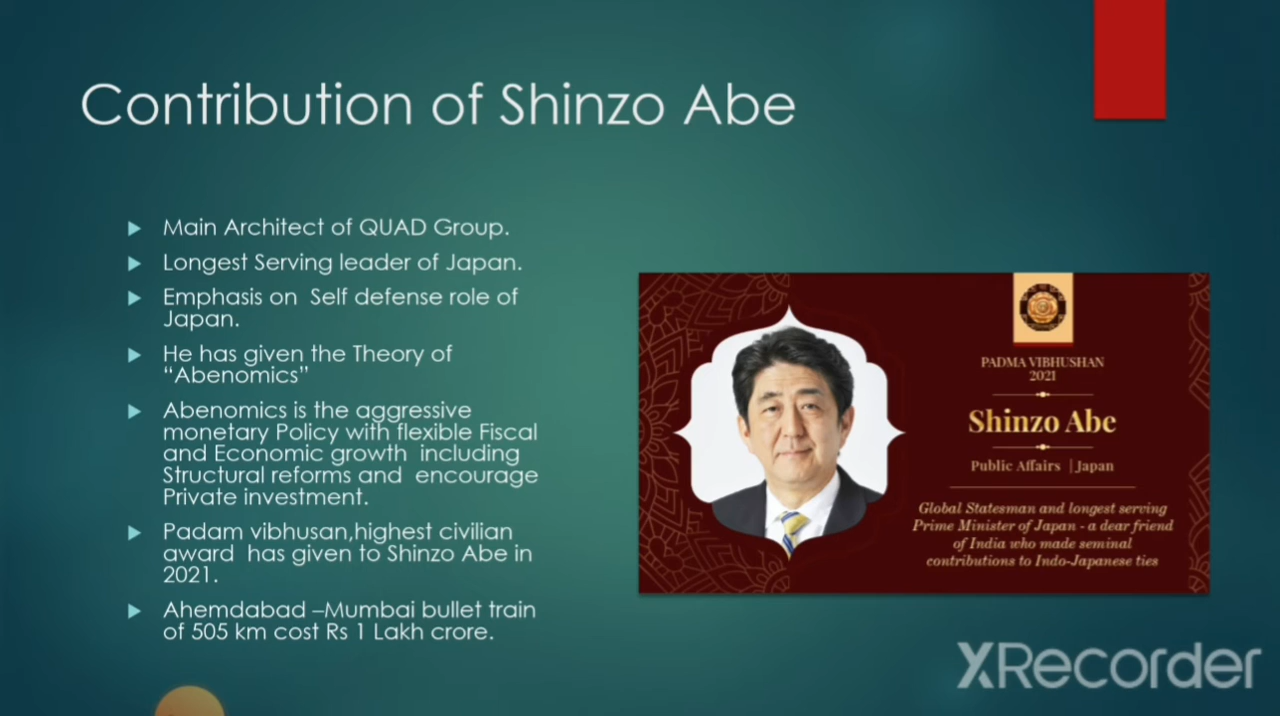 Contribution of Shinzo Abe
Main Architect of QUAD Group.
Longest Serving leader of Japan.
Emphasis on Self defense role of
Japan.
He has given the Theory of
“Abenomics”
Abenomics is the aggressive
monetary Policy with flexible Fiscal
and Economic growth including
Structural reforms and encourage
Private investment.
Padam vibhusan,highest civilian
award has given to Shinzo Abe in
2021.
Ahemdabad –Mumbai bullet train
of 505 km cost Rs 1 Lakh crore.
PADMA VIBHUSHAN
2021
Shinzo Abe
Public Affairs | Japan
Global Statesman and longest serving
Prime Minister of Japan - a dear friend
of India who made seminal
contributions to Indo-Japanese ties
XRecorder